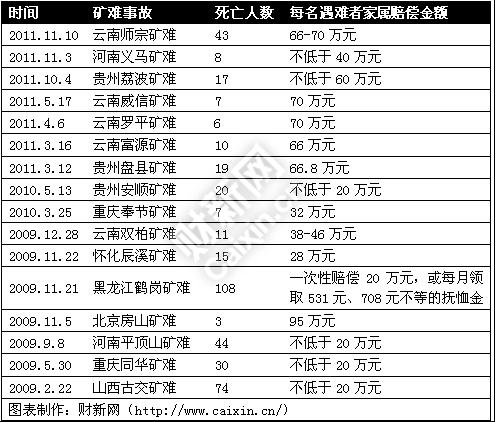 时间 矿难事故 死亡人数 每名遇难者家属赔偿金额
2011.11.10 云南师宗矿难 43 66-70 万元
2011.11.3 河南义马矿难 8 不低于 40 万元
2011.10.4 贵州荔波矿难 17 不低于 60 万元
2011.5.17 云南威信矿难 7 70 万元
2011.4.6 云南罗平矿难 6 70 万元
2011.3.16 云南富源矿难 10 66 万元
2011.3.12 贵州盘县矿难 19 66.8 万元
2010.5.13 贵州安顺矿难 20 不低于 20 万元
2010.3.25 重庆奉节矿难 7 32 万元
2009.12.28 云南双柏矿难 11 38-46 万元
2009.11.22 怀化辰溪矿难 15 28 万元
2009.11.21 黑龙江鹤岗矿难 108 一次性赔偿 20 万元，或每月领
取 531 元、708 元不等的抚恤金
2009.11.5 北京房山矿难 3 95 万元
2009.9.8 河南平顶山矿难 44 不低于 20 万元
2009.5.30 重庆同华矿难 30 不低于 20 万元
2009.2.22 山西古交矿难 74 不低于 20 万元
图表制作：财新网（http://www.caixin.cn/）
财新网
Caixin.cn